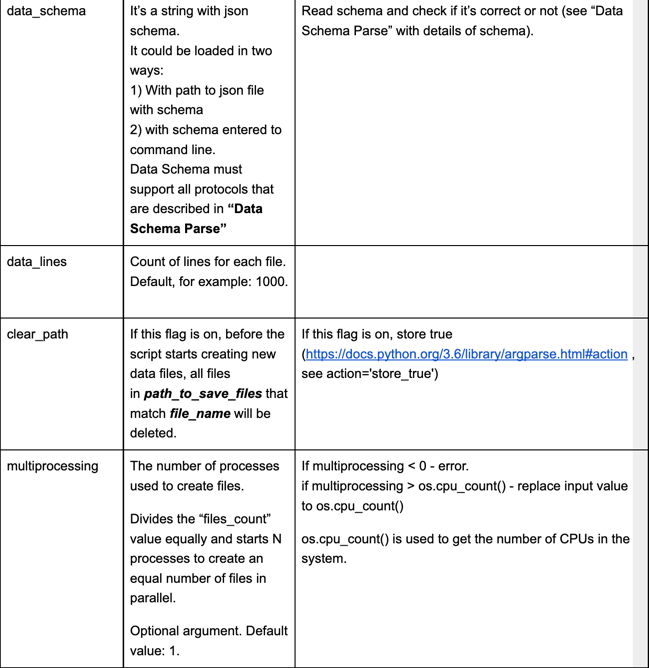 data_schema
It's a string with json
schema.
It could be loaded in two
ways:
1) With path to json file
with schema
2) with schema entered to
command line.
Data Schema must
support all protocols that
are described in “Data
Schema Parse”
Read schema and check if it's correct or not (see “Data
Schema Parse” with details of schema).
data_lines
Count of lines for each file.
Default, for example: 1000.
clear_path
If this flag is on, before the
script starts creating new
data files, all files
in path_to_save_files that
match file_name will be
deleted.
If this flag is on, store true
(https://docs.python.org/3.6/library/argparse.html#action ,
see action='store_true')
multiprocessing
The number of processes
used to create files.
Divides the “files_count”
value equally and starts N
processes to create an
equal number of files in
parallel.
Optional argument. Default
value: 1.
If multiprocessing < 0 - error.
if multiprocessing > os.cpu_count() - replace input value
to os.cpu_count()
os.cpu_count() is used to get the number of CPUs in the
system.